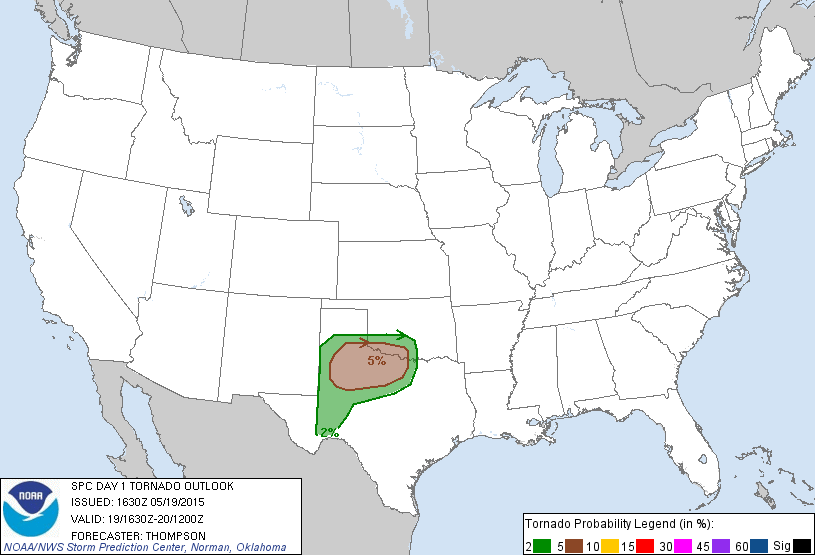 5%
2%
NOAA
SPC DAY 1 TORNADO OUTLOOK
ISSUED: 1630Z 05/19/2015
VALID: 19/1630Z-20/1200Z
FORECASTER: THOMPSON
NOAA/NWS Storm Prediction Center, Norman, Oklahoma
Tornado Probability Legend (in %):
2 5 10 15 30 45 60 Sig